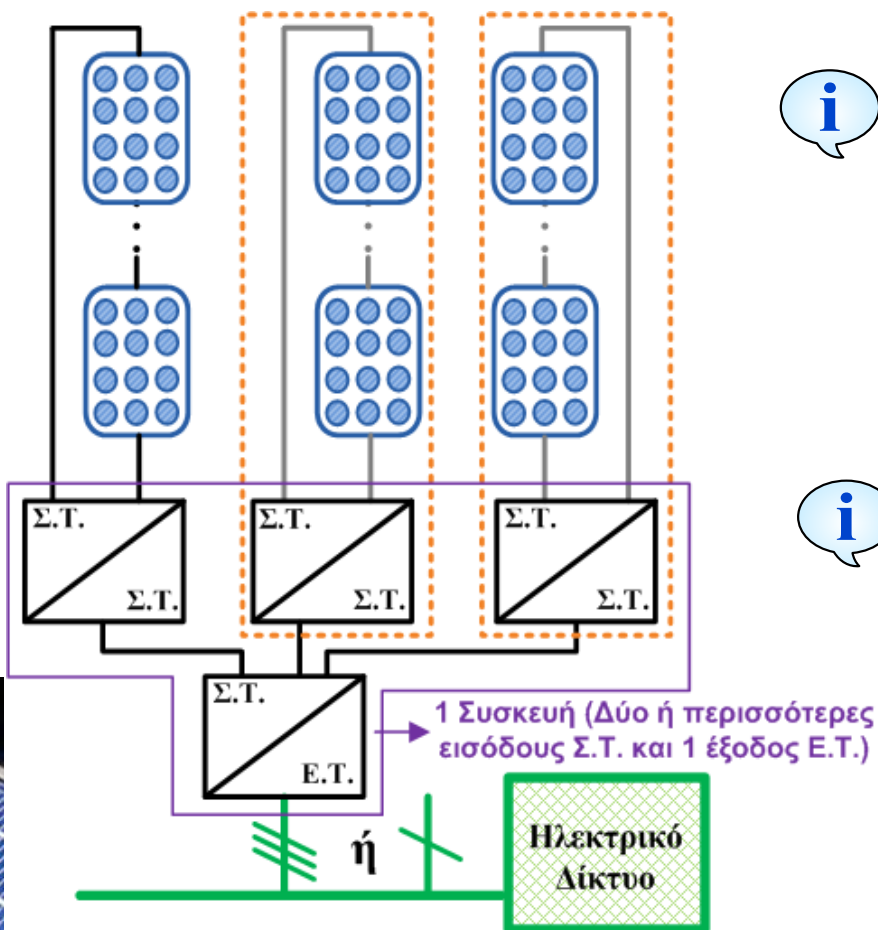 i
i
Σ.Τ.
Σ.Τ.
Σ.Τ.
Σ.Τ.
Σ.Τ.
Σ.Τ.
Σ.Τ.
Ε.Τ.
1 Συσκευή (Δύο ή περισσότερες
εισόδους Σ.Τ. και 1 έξοδος Ε.Τ.)
ή
Ηλεκτρικό
Δίκτυο